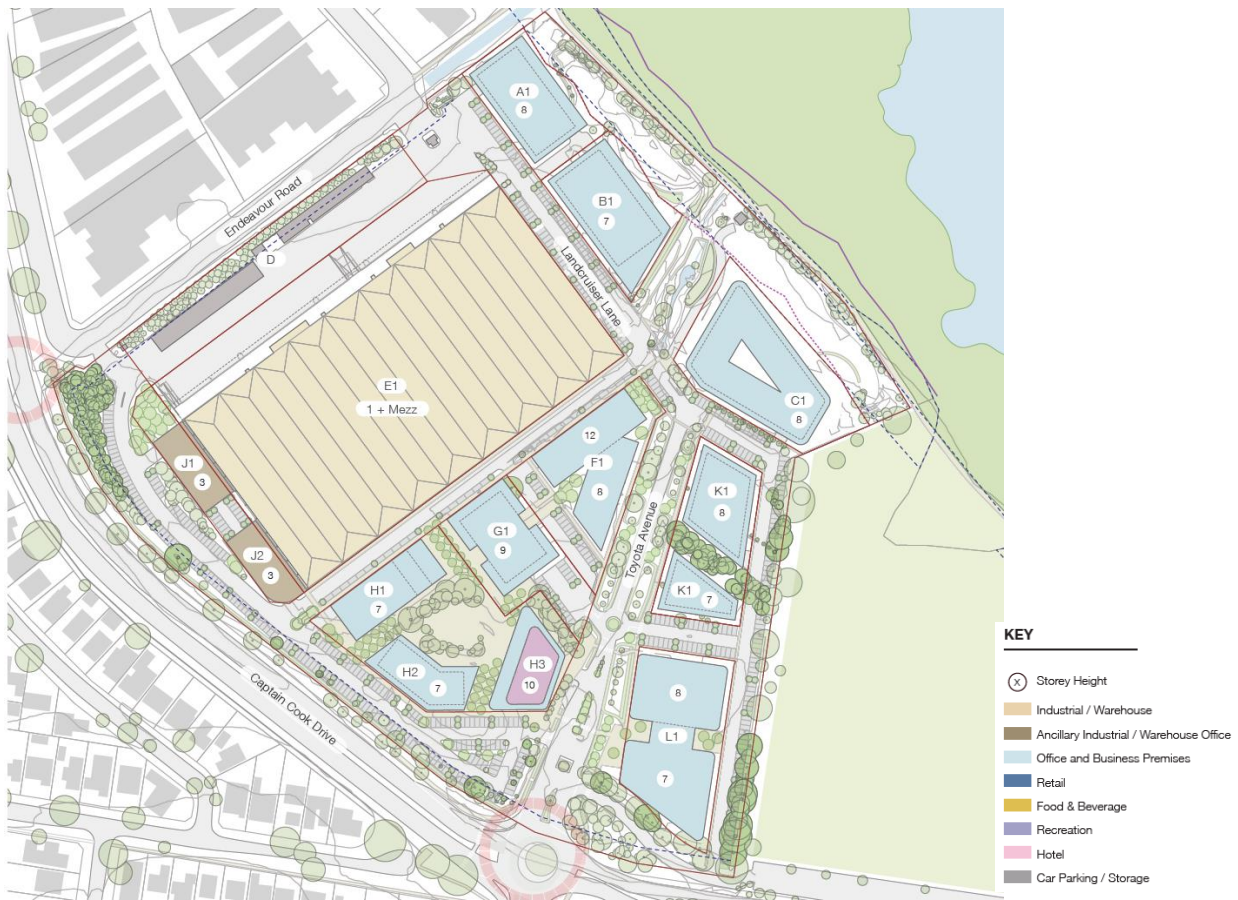 A1
8
B1
7
Endeavour Road
D
Landcruiser Lane
E1
1 + Mezz
C1
8
12
F1
8
K1
8
J1
3
G1
9
Toyota Avenue
J2
3
H1
7
K1
7
H2
7
H3
10
8
L1
7
Captain Cook Drive
KEY
X Storey Height
Industrial / Warehouse
Ancillary Industrial / Warehouse Office
Office and Business Premises
Retail
Food & Beverage
Recreation
Hotel
Car Parking / Storage